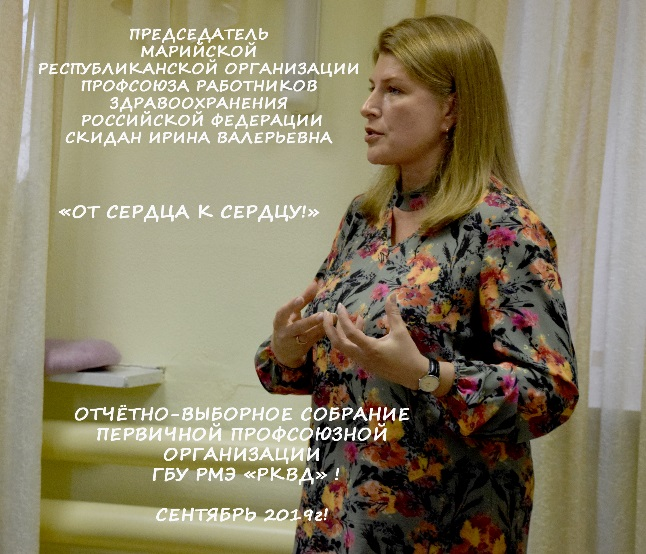 ПРЕДСЕДАТЕЛЬ
МАРИЙСКОЙ
РЕСПУБЛИКАНСКОЙ ОРГАНИЗАЦИИ
ПРОФСОЮЗА РАБОТНИКОВ
ЗДРАВООХРАНЕНИЯ
РОССИЙСКОЙ ФЕДЕРАЦИИ
СКИДАН ИРИНА ВАЛЕРЬЕВНА
«ОТ СЕРДЦА К СЕРДЦУ!»
ОТЧЁТНО-ВЫБОРНОЕ СОБРАНИЕ
ПЕРВИЧНОЙ ПРОФСОЮЗНОЙ
ОРГАНИЗАЦИИ
ГБУ РМЭ «РКВД» !
СЕНТЯБРЬ 2019г!